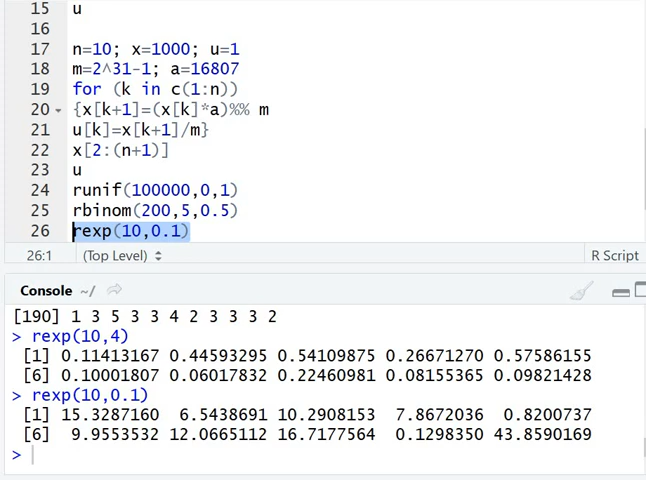 15 u
16
17 n=10; x=1000; u=1
18 m=2^31-1; a=16807
19 for (k in c(1:n))
20 {x[k+1]=(x[k]*a)%% m
21 u[k]=x[k+1]/m}
22 x[2:(n+1)]
23 u
24 runif(100000,0,1)
25 rbinom(200,5,0.5)
26 rexp(10,0.1)
26:1 (Top Level) R Script
Console ~/
[190] 1 3 5 3 3 4 2 3 3 3 2
> rexp(10,4)
[1] 0.11413167 0.44593295 0.54109875 0.26671270 0.57586155
[6] 0.10001807 0.06017832 0.22460981 0.08155365 0.09821428
> rexp(10,0.1)
[1] 15.3287160 6.5438691 10.2908153 7.8672036 0.8200737
[6] 9.9553532 12.0665112 16.7177564 0.1298350 43.8590169
>